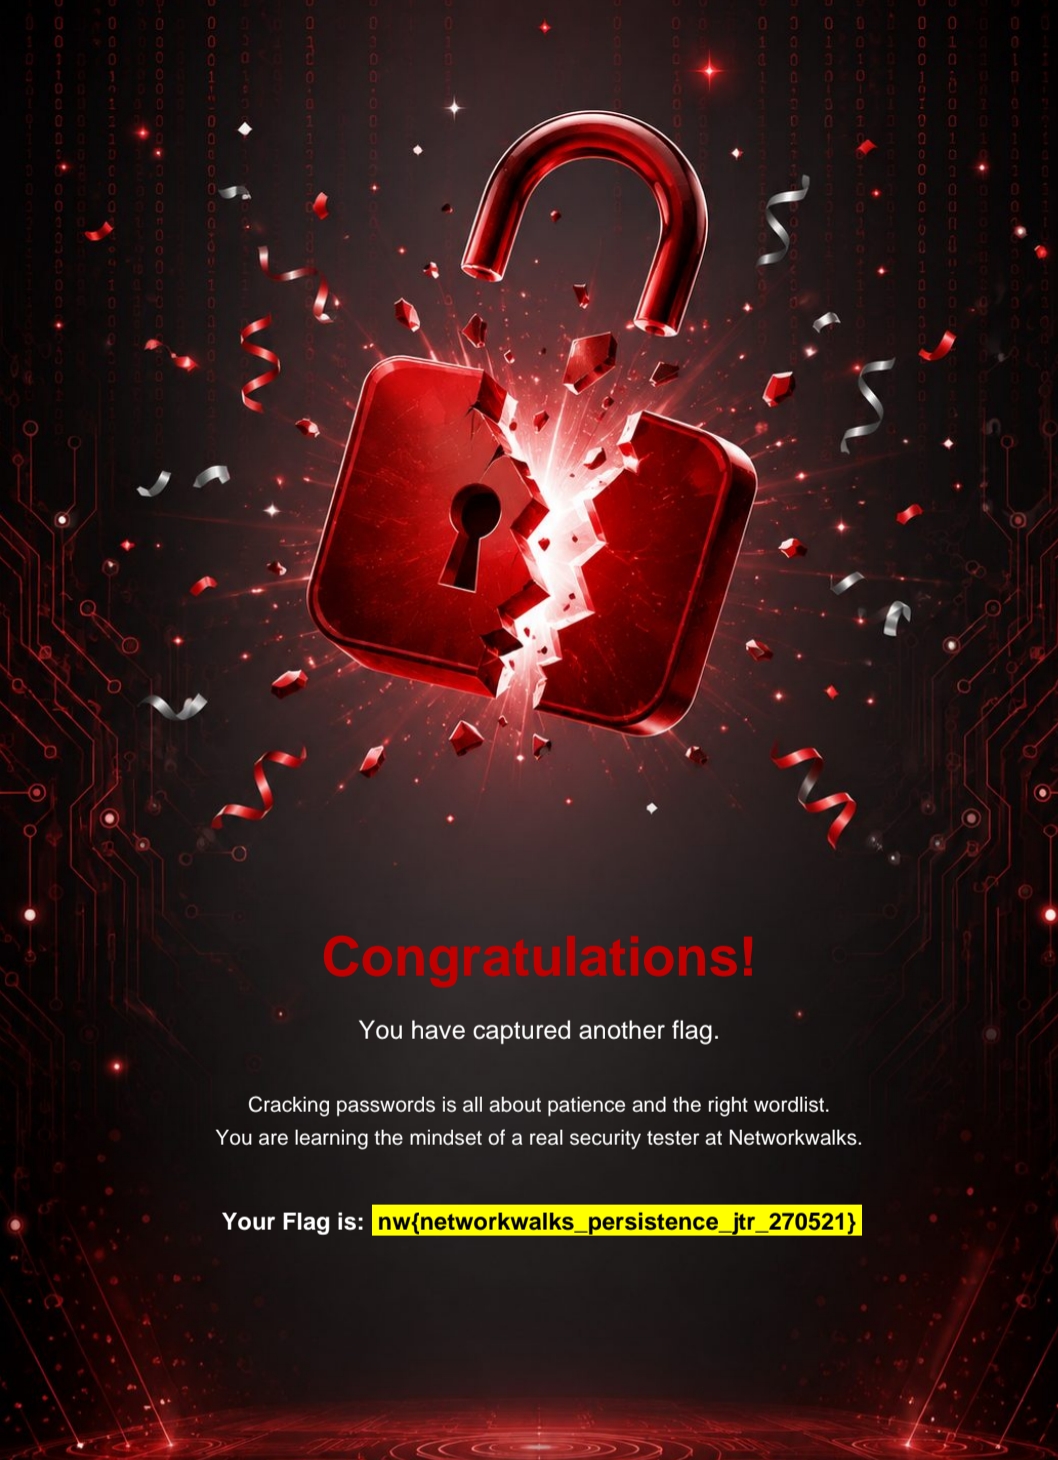 Congratulations!
You have captured another flag.
Cracking passwords is all about patience and the right wordlist.
You are learning the mindset of a real security tester at Networkwalks.
Your Flag is: nw{networkwalks_persistence_jtr_270521}